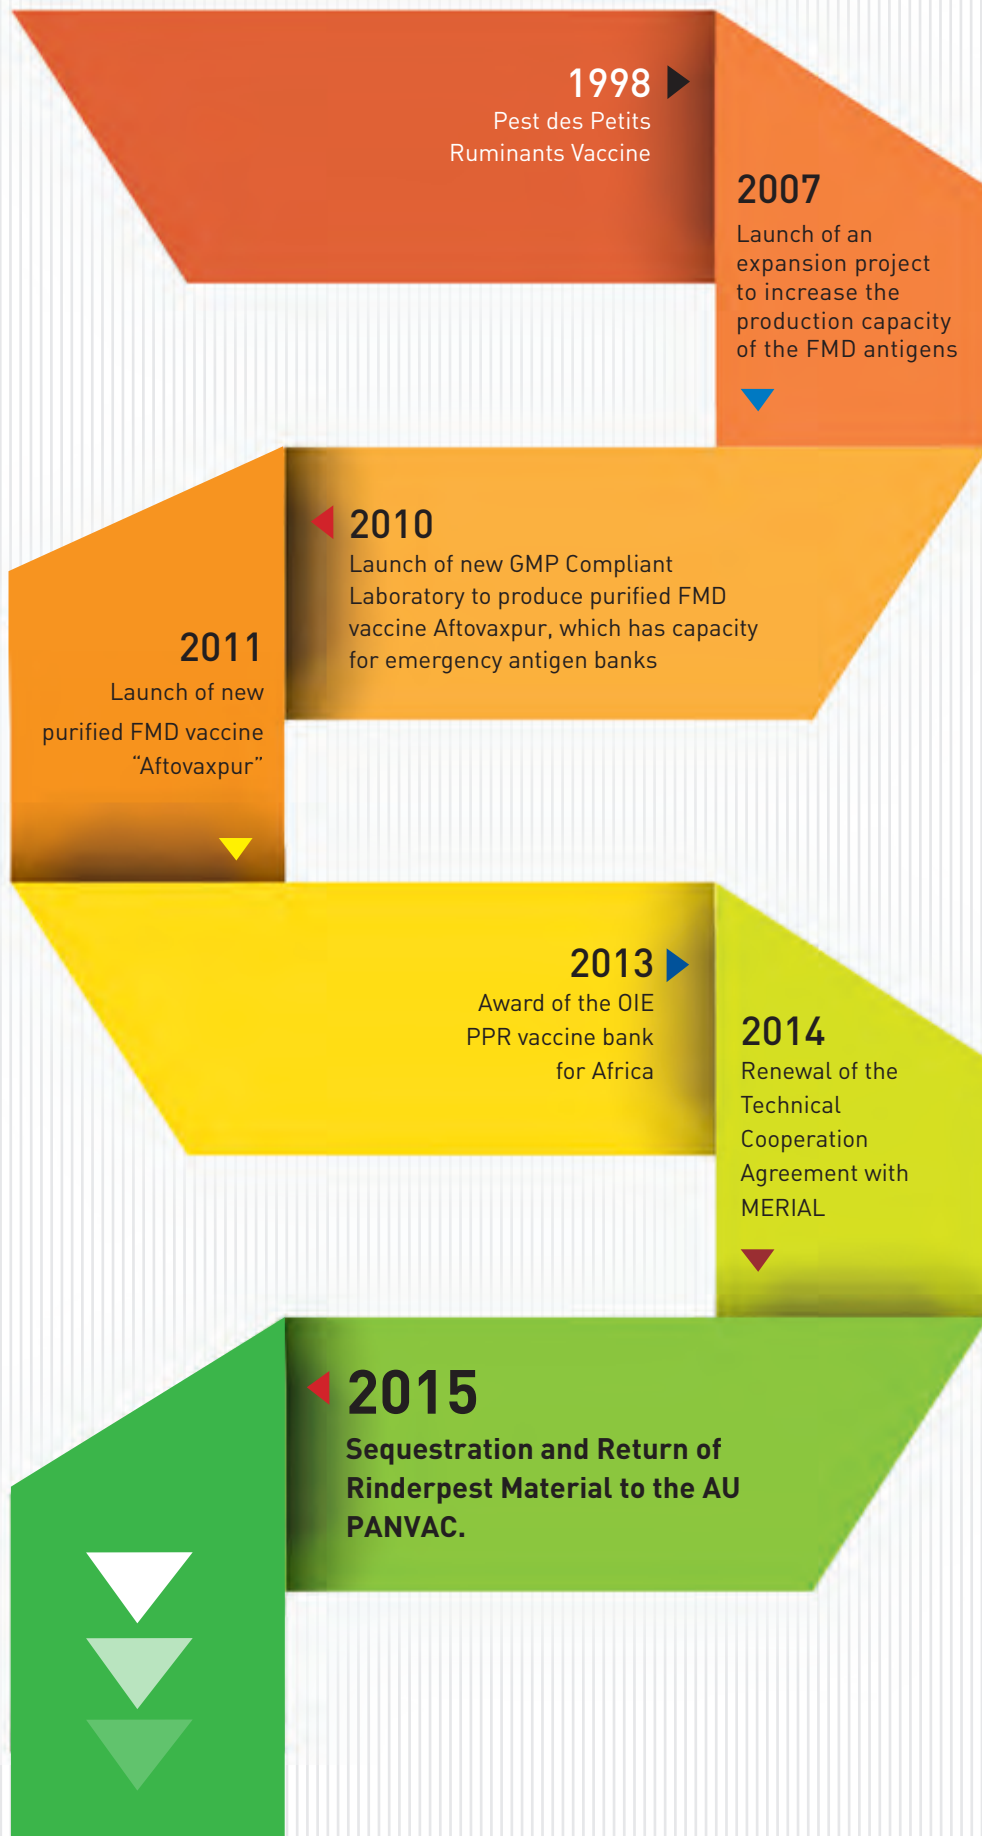 1998
Pest des Petits
Ruminants Vaccine
2007
Launch of an
expansion project
to increase the
production capacity
of the FMD antigens
2010
Launch of new GMP Compliant
Laboratory to produce purified FMD
vaccine Aftovaxpur, which has capacity
for emergency antigen banks
2011
Launch of new
purified FMD vaccine
“Aftovaxpur”
2013
Award of the OIE
PPR vaccine bank
for Africa
2014
Renewal of the
Technical
Cooperation
Agreement with
MERIAL
2015
Sequestration and Return of
Rinderpest Material to the AU
PANVAC.